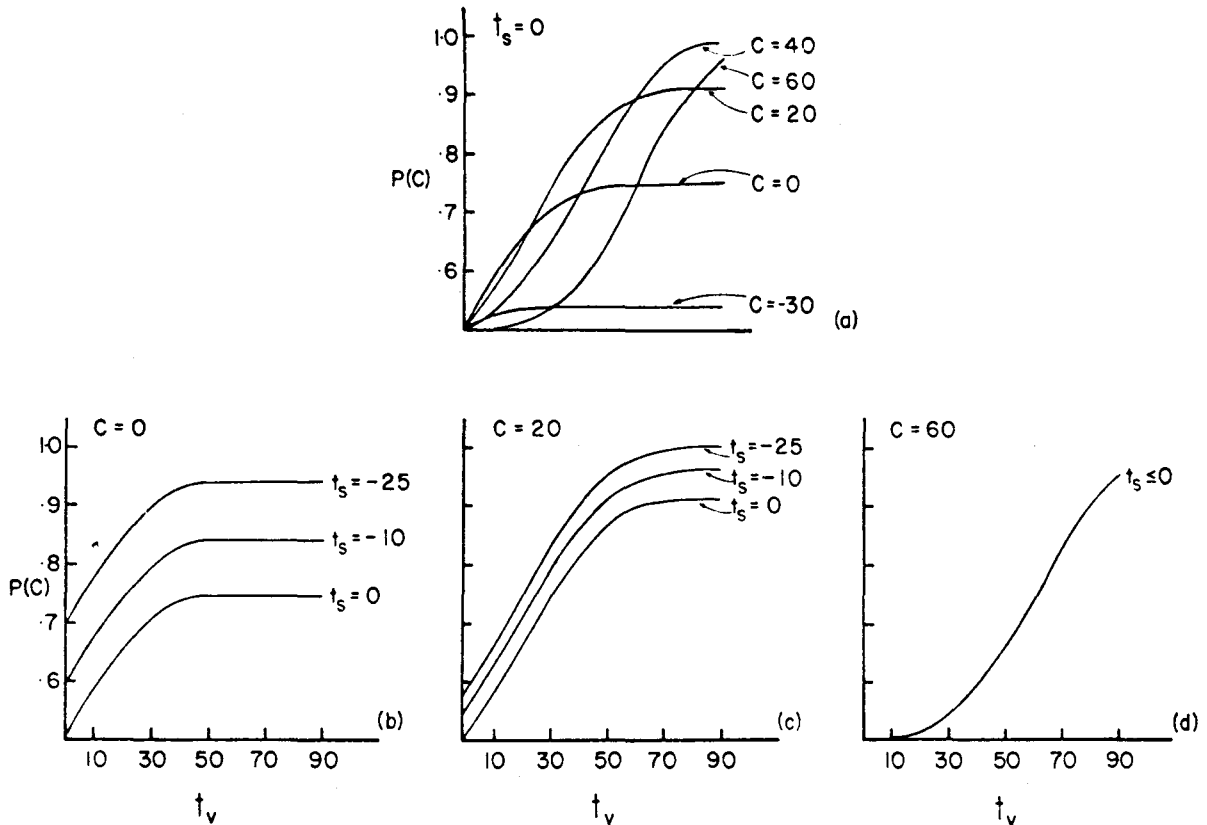 t_s=0
1.0
.9
.8
.7
.6
P(C)
C=40
C=60
C=20
C=0
C=-30
(a)
C=0
1.0
.9
.8
.7
.6
P(C)
t_s=-25
t_s=-10
t_s=0
(b)
10 30 50 70 90
t_v
C=20
t_s=-25
t_s=-10
t_s=0
(c)
10 30 50 70 90
t_v
C=60
t_s≤0
(d)
10 30 50 70 90
t_v